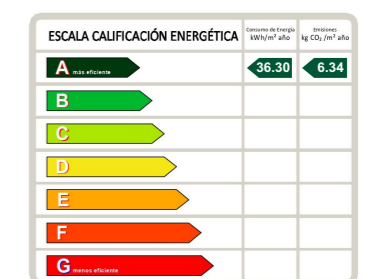 ESCALA CALIFICACIÓN ENERGÉTICA
Consumo de Energía
kWh/m² año
Emisiones
kg CO₂ /m² año
A más eficiente
36.30
6.34
B
C
D
E
F
G menos eficiente